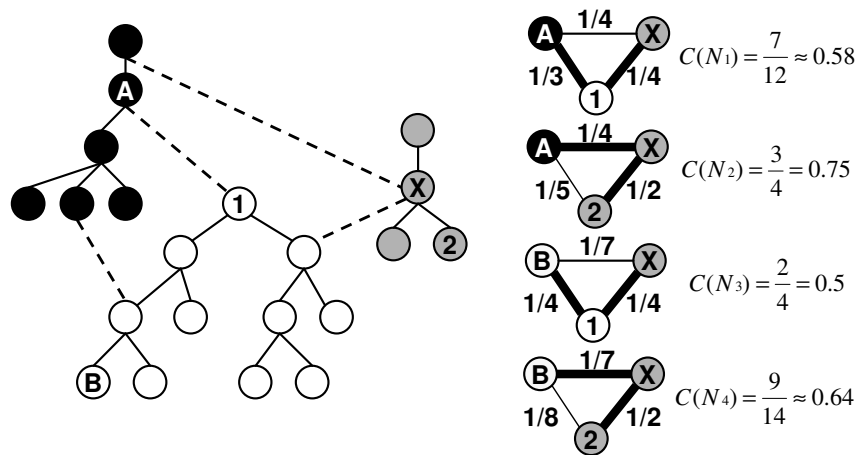 A
1
X
2
B
1/4
A X
1/3 1/4
1
C(N₁) = 7/12 ≈ 0.58
1/4
A X
1/5 1/2
2
C(N₂) = 3/4 = 0.75
1/7
B X
1/4 1/4
1
C(N₃) = 2/4 = 0.5
1/7
B X
1/8 1/2
2
C(N₄) = 9/14 ≈ 0.64